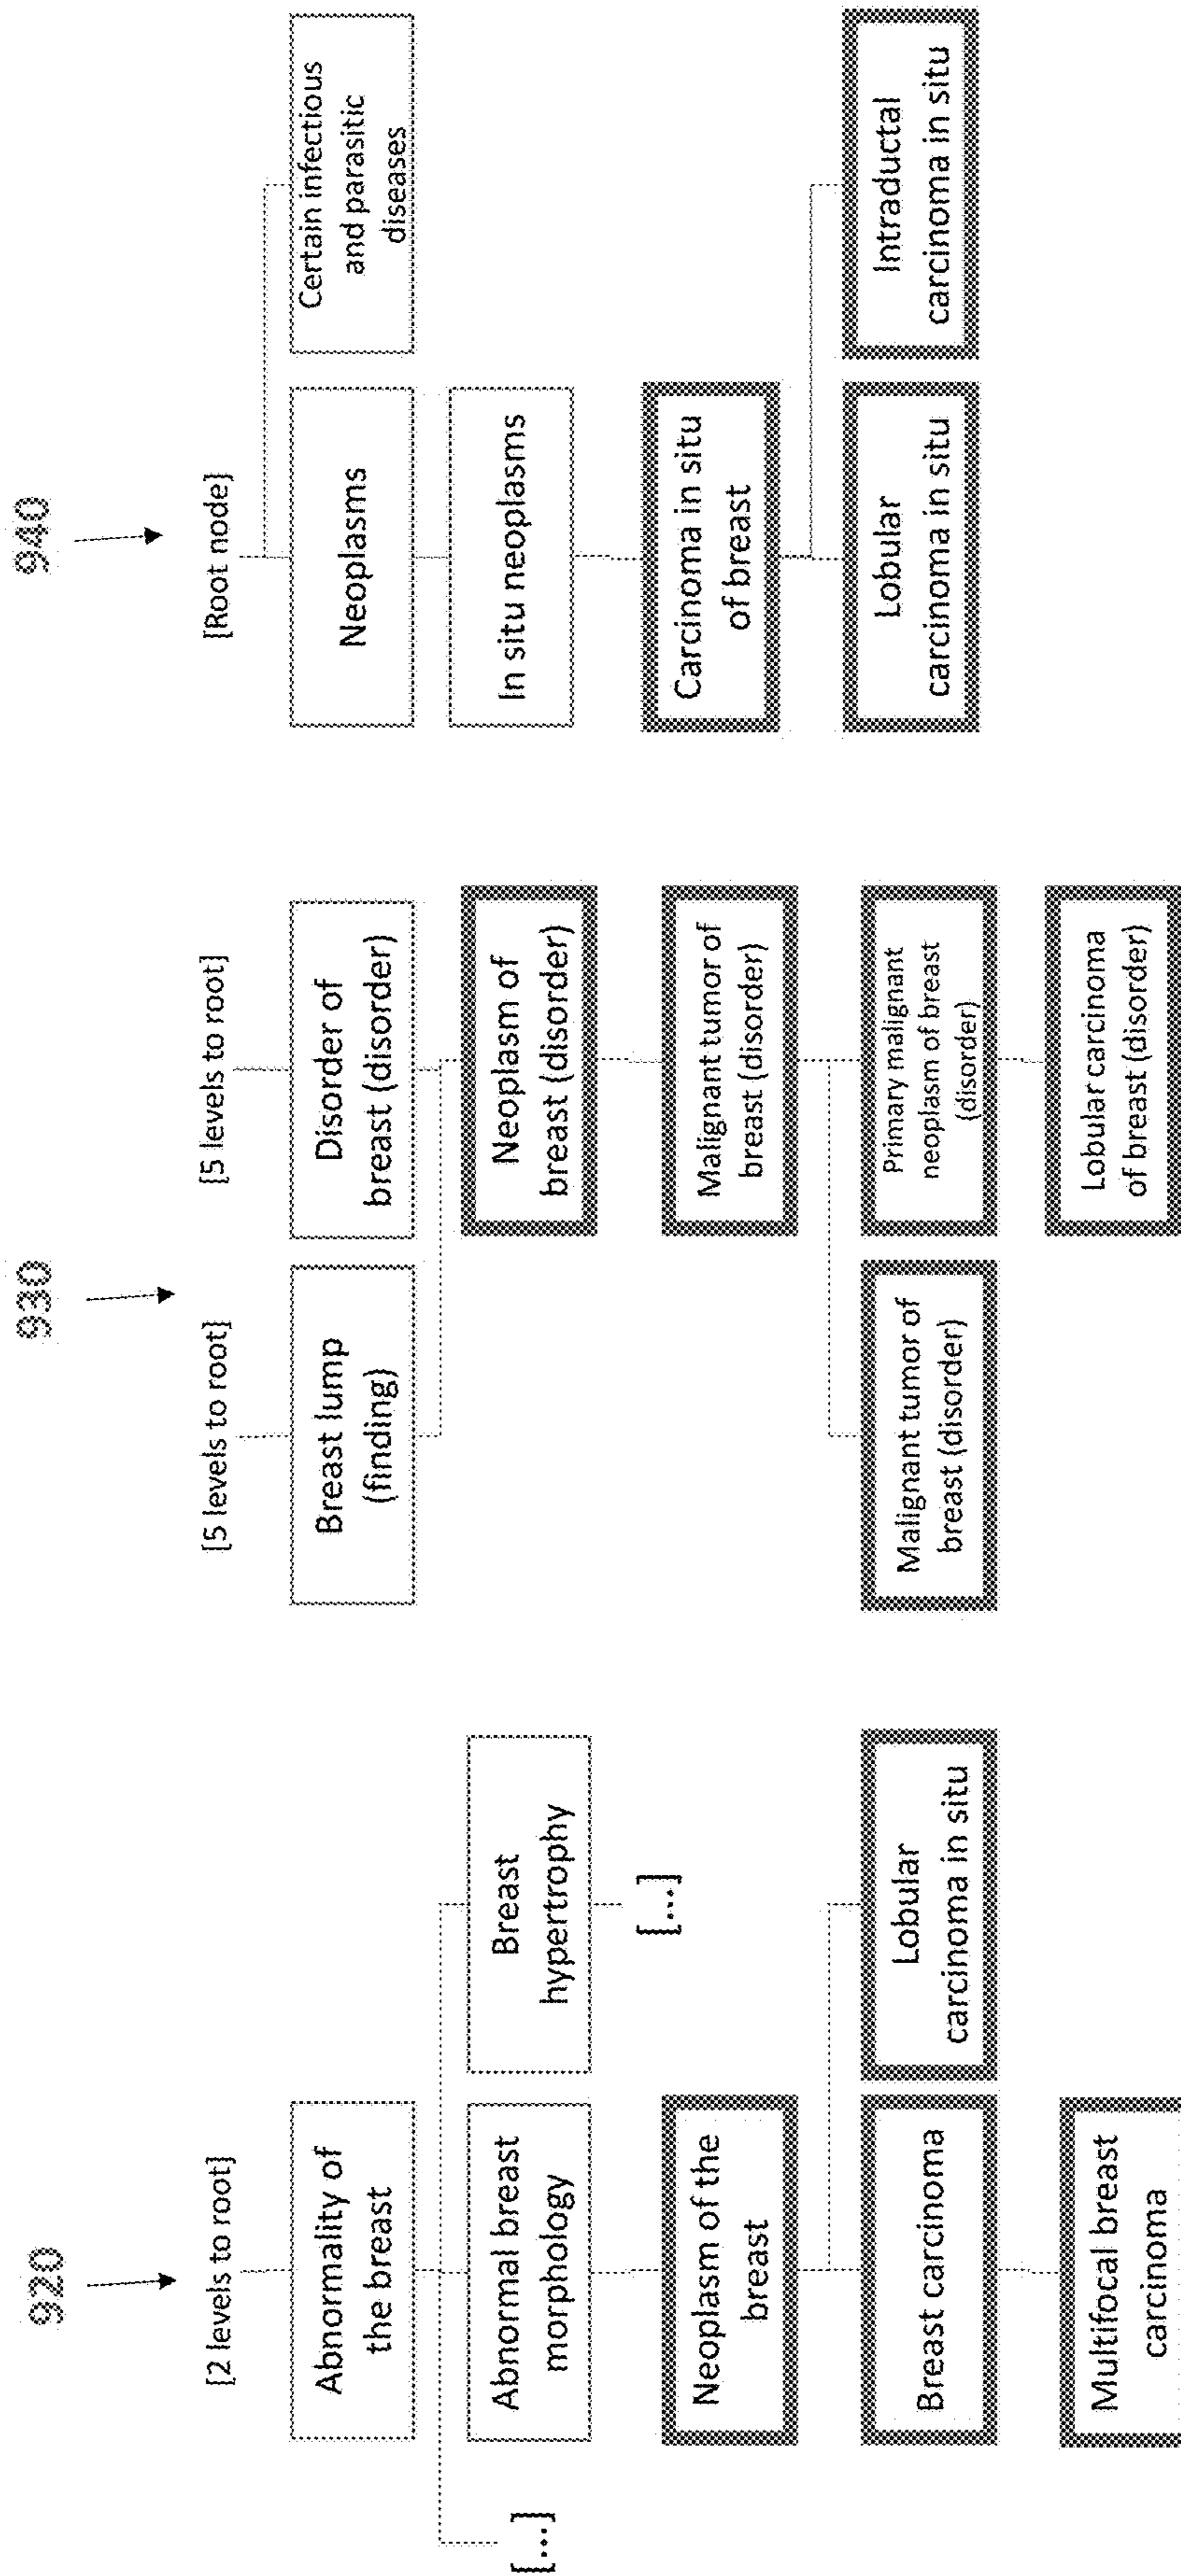 920
[2 levels to root]
Abnormality of
the breast
[...]
Abnormal breast
morphology
Breast
hypertrophy
[...]
Neoplasm of the
breast
Breast carcinoma
Lobular
carcinoma in situ
Multifocal breast
carcinoma
930
[5 levels to root]
[5 levels to root]
Breast lump
(finding)
Disorder of
breast (disorder)
Neoplasm of
breast (disorder)
Malignant tumor of
breast (disorder)
Malignant tumor of
breast (disorder)
Primary malignant
neoplasm of breast
(disorder)
Lobular carcinoma
of breast (disorder)
940
[Root node]
Neoplasms
Certain infectious
and parasitic
diseases
In situ neoplasms
Carcinoma in situ
of breast
Lobular
carcinoma in situ
Intraductal
carcinoma in situ